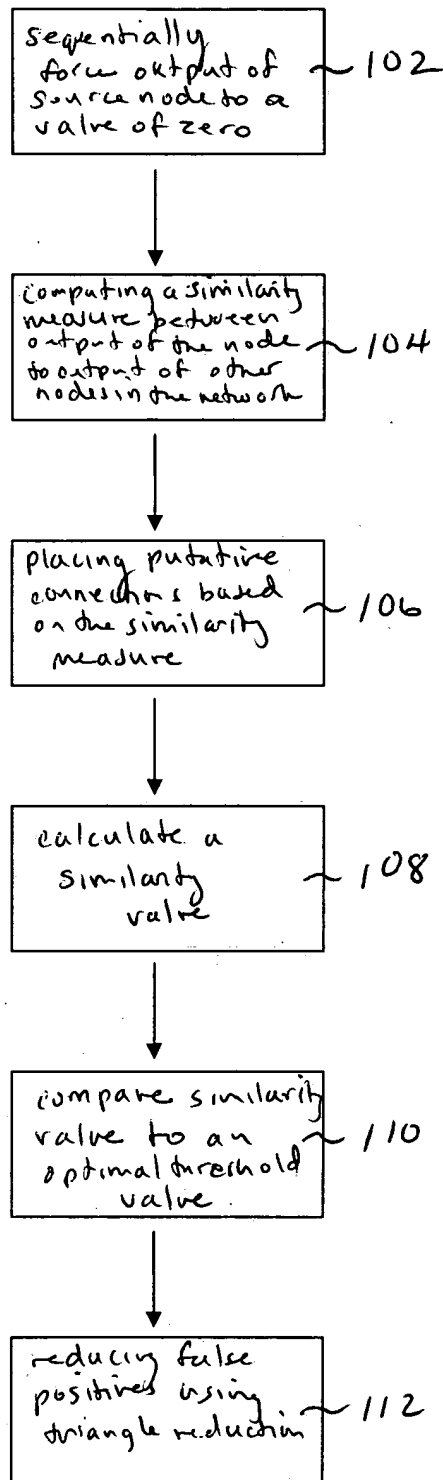 sequentially
force output of
source node to a
value of zero
102
computing a similarity
measure between
output of the node
to output of other
nodes in the network
104
placing putative
connections based
on the similarity
measure
106
calculate a
similarity
value
108
compare similarity
value to an
optimal threshold
value
110
reducing false
positives using
triangle reduction
112